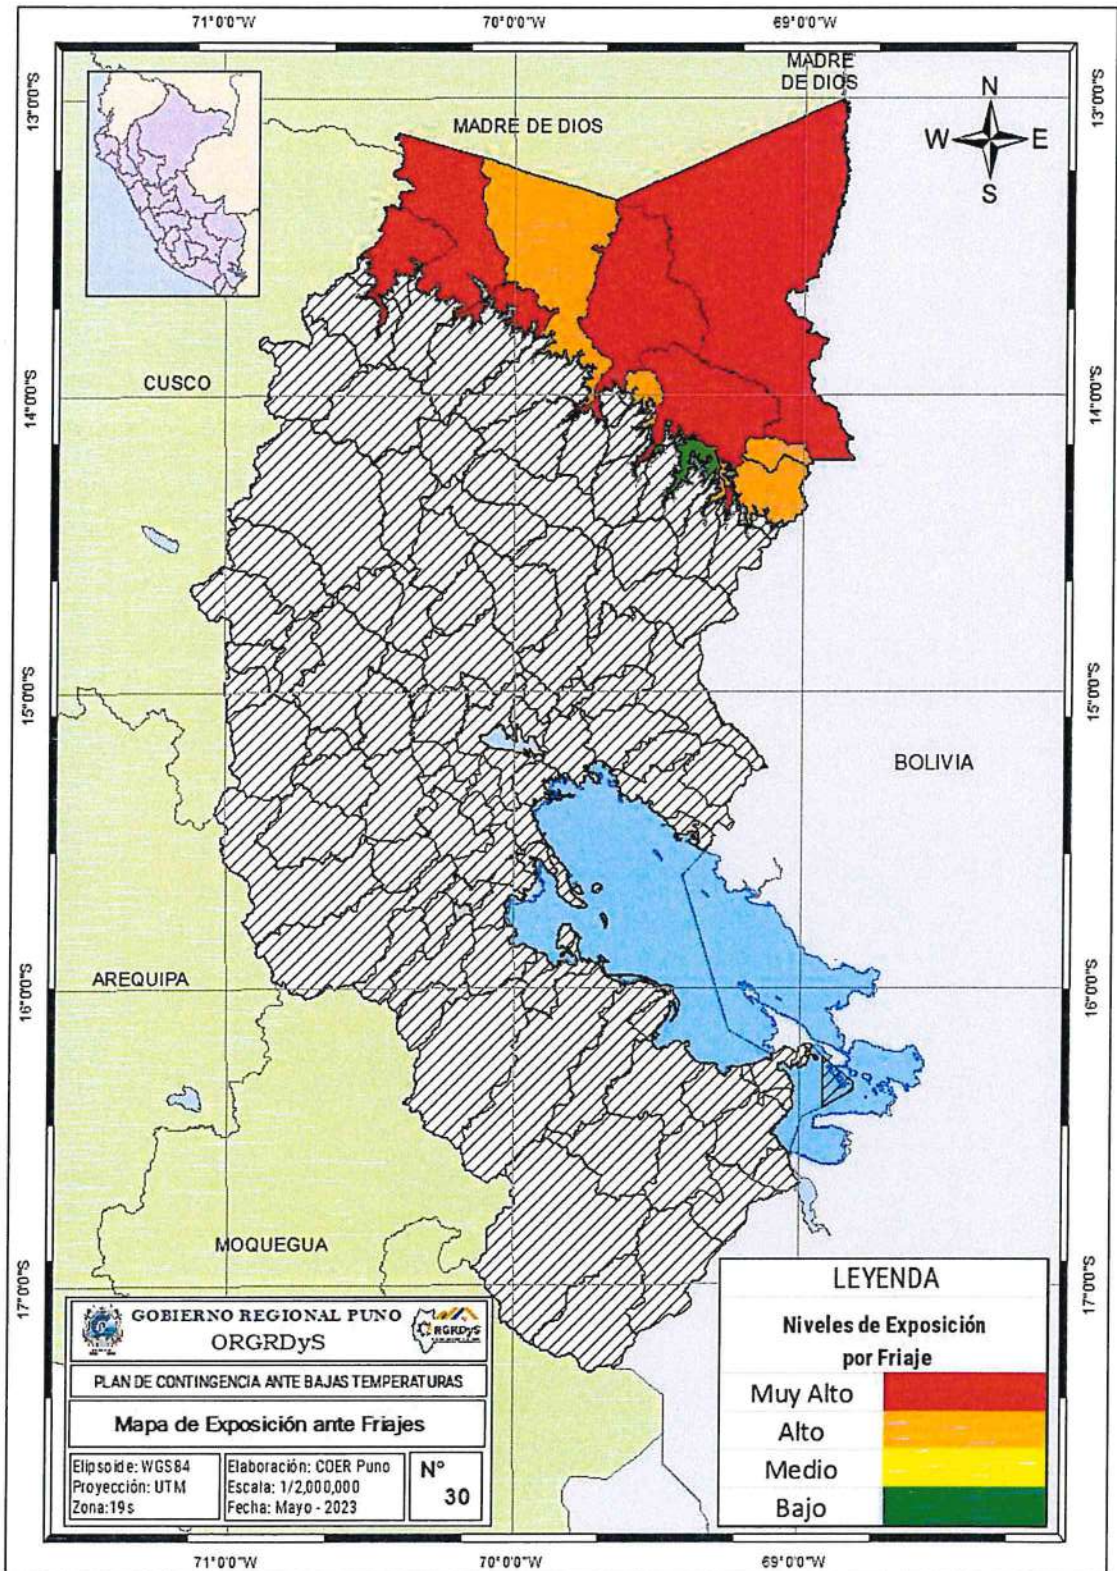 71°0'0"W
70°0'0"W
69°0'0"W
13°0'0"S
13°0'0"S
MADRE
DE DIOS
MADRE DE DIOS
N
W
E
S
CUSCO
14°0'0"S
14°0'0"S
15°0'0"S
15°0'0"S
BOLIVIA
AREQUIPA
16°0'0"S
16°0'0"S
MOQUEGUA
17°0'0"S
17°0'0"S
GOBIERNO REGIONAL PUNO
ORGRDyS
ORGRDyS
PLAN DE CONTINGENCIA ANTE BAJAS TEMPERATURAS
Mapa de Exposición ante Friajes
Elipsoide: WGS84
Proyección: UTM
Zona:19s
Elaboración: COER Puno
Escala: 1/2,000,000
Fecha: Mayo - 2023
N°
30
LEYENDA
Niveles de Exposición
por Friaje
Muy Alto
Alto
Medio
Bajo
71°0'0"W
70°0'0"W
69°0'0"W